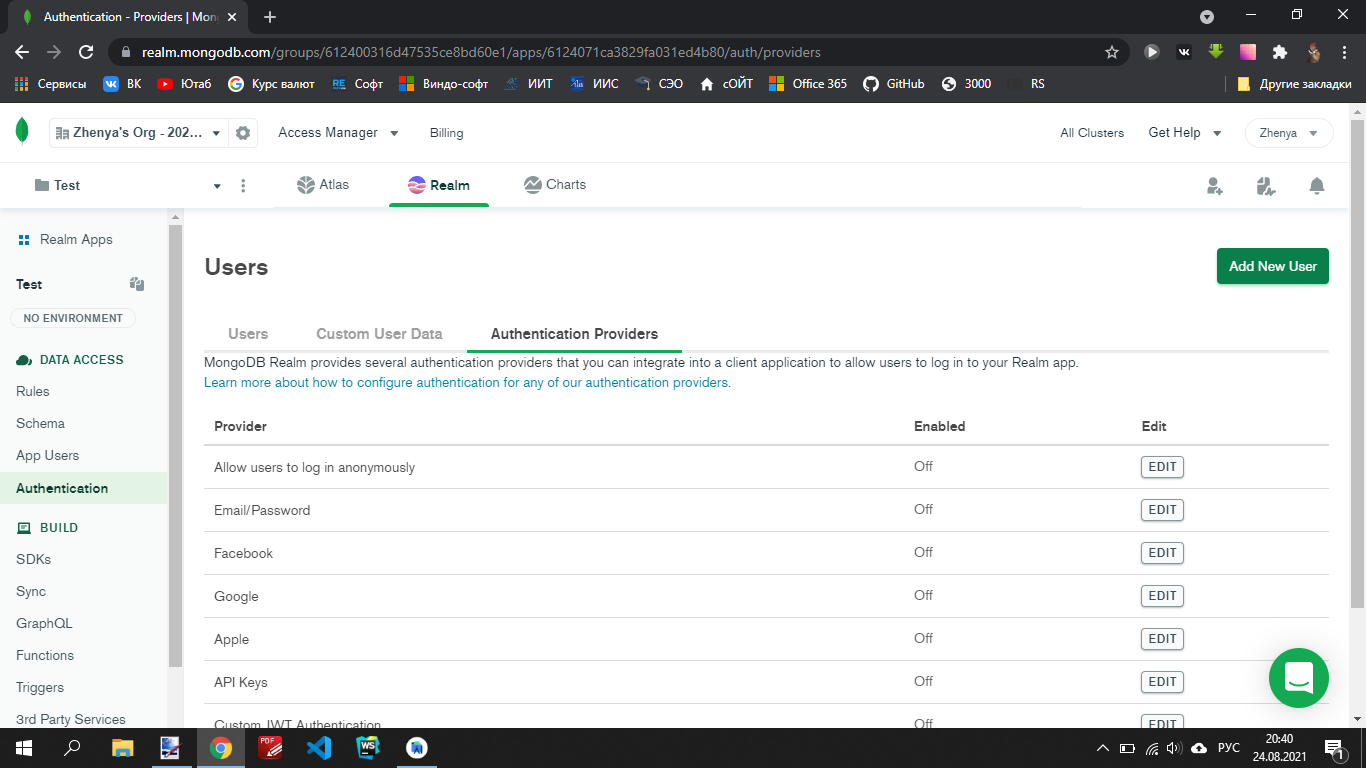 Authentication - Providers | Mon
realm.mongodb.com/groups/612400316d47535ce8bd60e1/apps/6124071ca3829fa031ed4b80/auth/providers
Сервисы ВК Ютаб Курс валют Софт Виндо-софт ИИТ ИИС СЭО сОЙТ Office 365 GitHub 3000 RS Другие закладки
Zhenya's Org - 202... Access Manager Billing All Clusters Get Help Zhenya
Test Atlas Realm Charts
Realm Apps
Test
NO ENVIRONMENT
DATA ACCESS
Rules
Schema
App Users
Authentication
BUILD
SDKs
Sync
GraphQL
Functions
Triggers
3rd Party Services
Users
Add New User
Users Custom User Data Authentication Providers
MongoDB Realm provides several authentication providers that you can integrate into a client application to allow users to log in to your Realm app.
Learn more about how to configure authentication for any of our authentication providers.
Provider Enabled Edit
Allow users to log in anonymously Off EDIT
Email/Password Off EDIT
Facebook Off EDIT
Google Off EDIT
Apple Off EDIT
API Keys Off EDIT
Custom JWT Authentication Off EDIT
PDF WS
РУС
20:40
24.08.2021
1